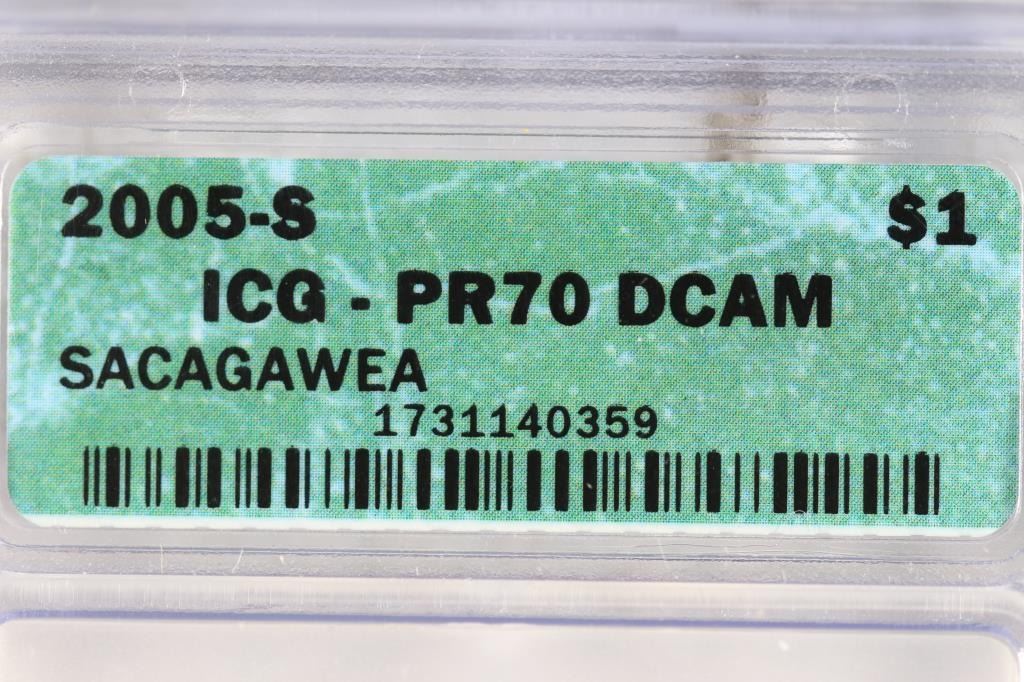 2005-S $1
ICG - PR70 DCAM
SACAGAWEA
1731140359